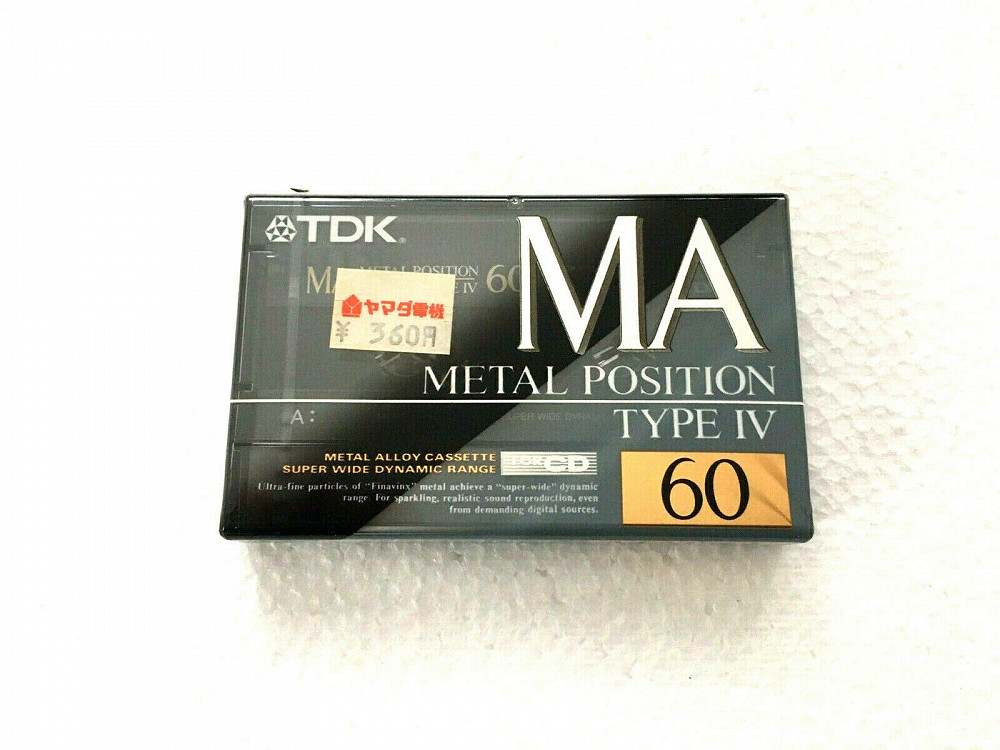 TDK
MA
METAL POSITION
TYPE IV
60
ヤマダ電機
¥ 360円
METAL POSITION
TYPE IV
A:
SUPER WIDE DYNA
METAL ALLOY CASSETTE
SUPER WIDE DYNAMIC RANGE
FOR CD
60
Ultra-fine particles of "Finavinx" metal achieve a "super-wide" dynamic
range. For sparkling, realistic sound reproduction, even
from demanding digital sources.